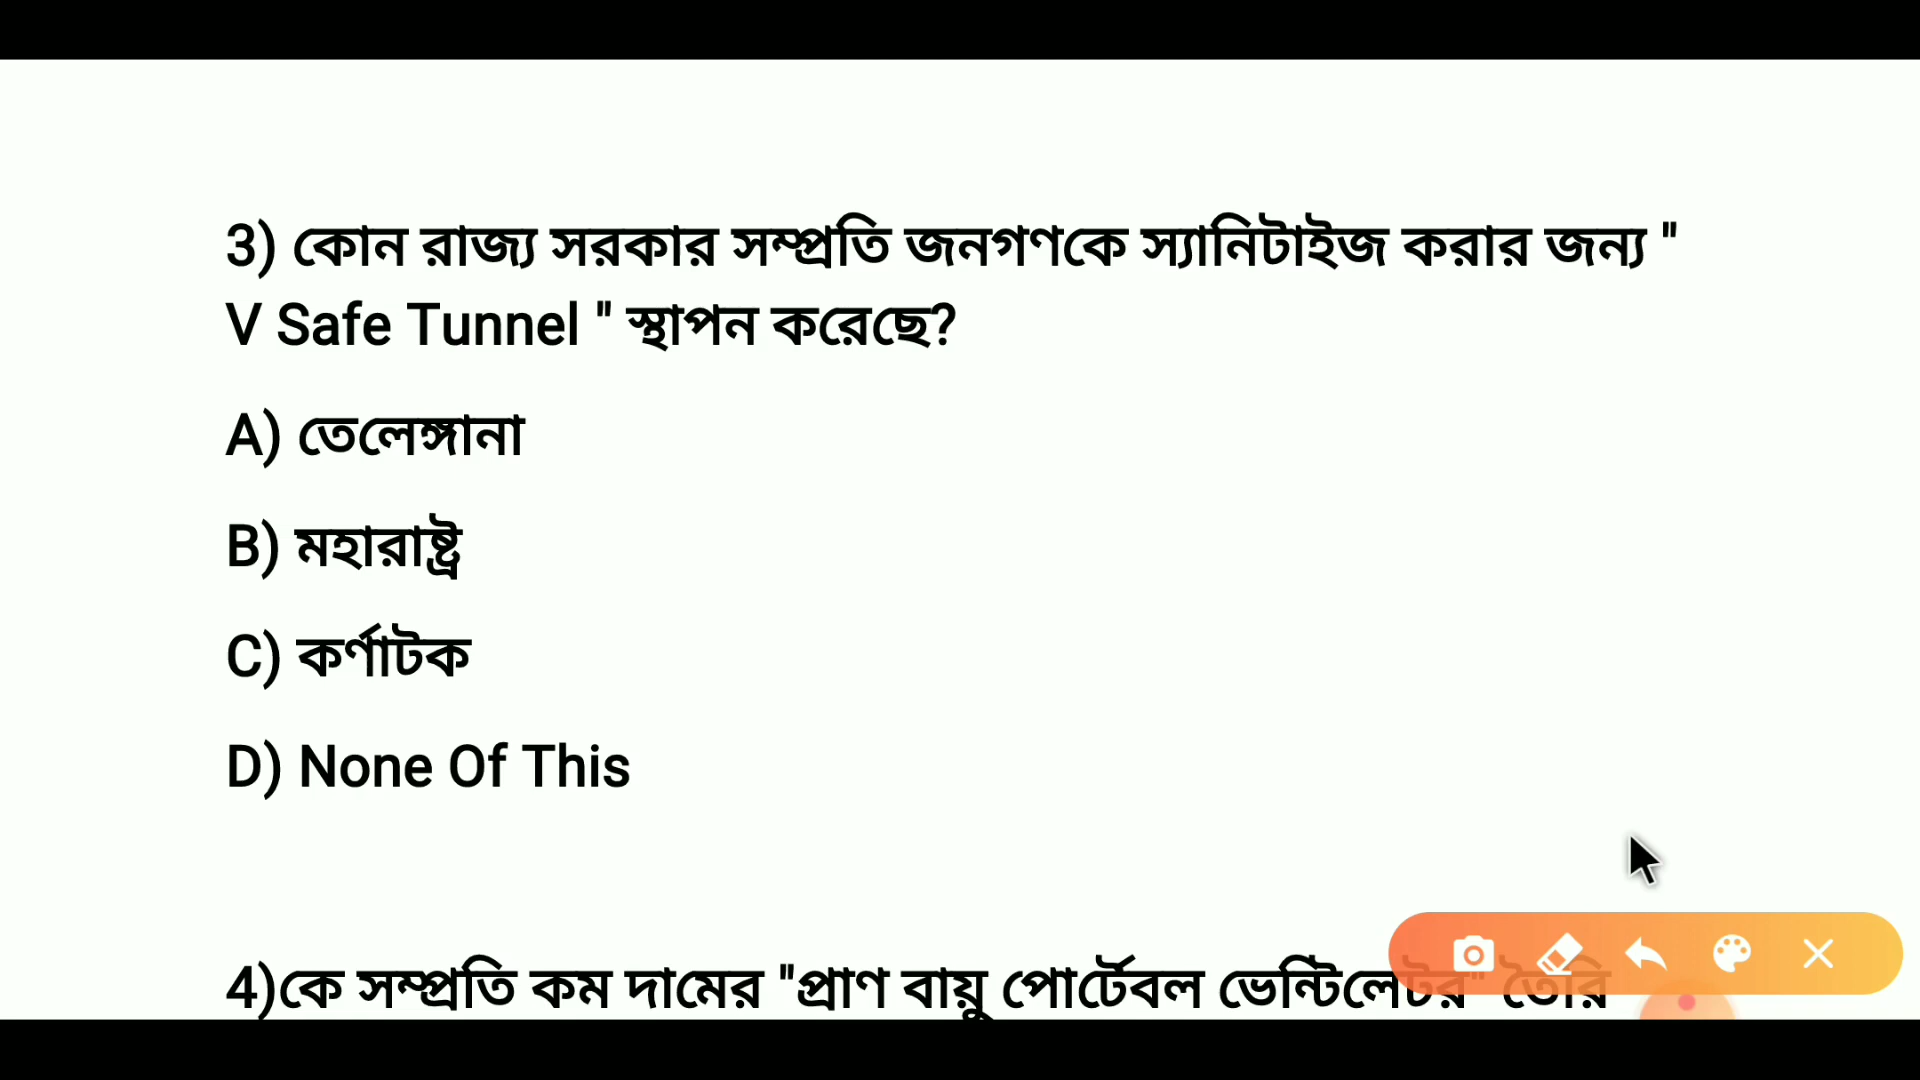 3) কোন রাজ্য সরকার সম্প্রতি জনগণকে স্যানিটাইজ করার জন্য "
V Safe Tunnel " স্থাপন করেছে?
A) তেলেঙ্গানা
B) মহারাষ্ট্র
C) কর্ণাটক
D) None Of This
4)কে সম্প্রতি কম দামের "প্রাণ বায়ু পোর্টেবল ভেন্টিলেটর" তৈরি